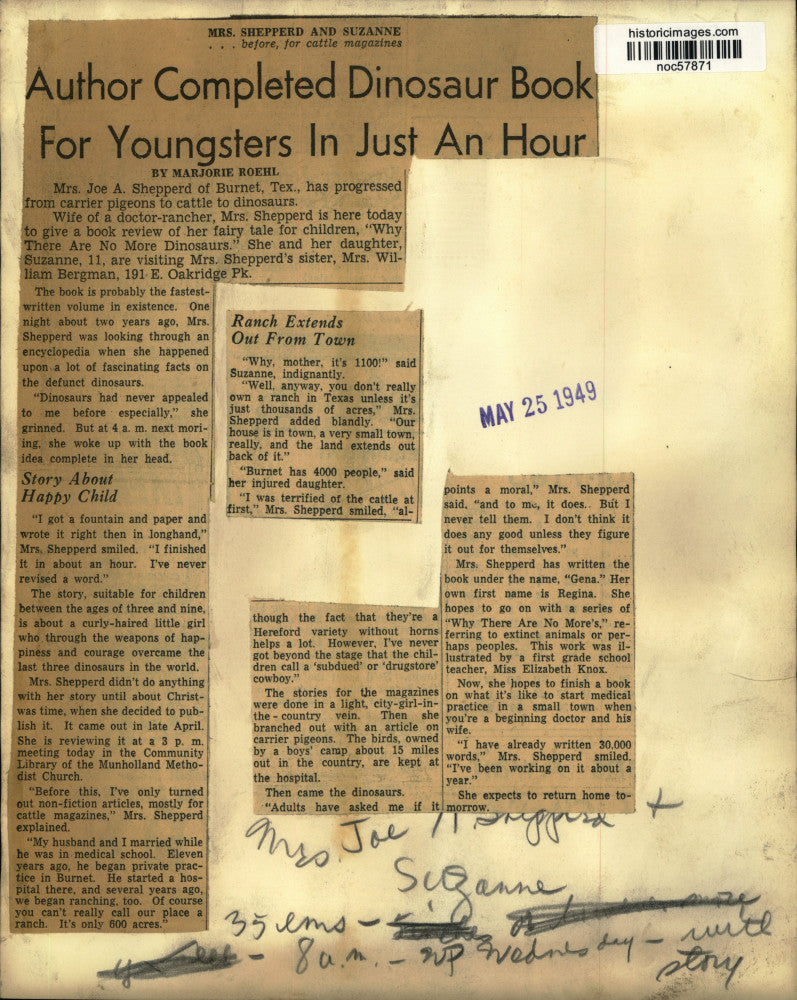 MRS. SHEPPERD AND SUZANNE
. . . before, for cattle magazines
historicimages.com
noc57871
Author Completed Dinosaur Book
For Youngsters In Just An Hour
BY MARJORIE ROEHL
Mrs. Joe A. Shepperd of Burnet, Tex., has progressed
from carrier pigeons to cattle to dinosaurs.
Wife of a doctor-rancher, Mrs. Shepperd is here today
to give a book review of her fairy tale for children, “Why
There Are No More Dinosaurs.” She and her daughter,
Suzanne, 11, are visiting Mrs. Shepperd's sister, Mrs. Wil-
liam Bergman, 191 E. Oakridge Pk.
The book is probably the fastest-
written volume in existence. One
night about two years ago, Mrs.
Shepperd was looking through an
encyclopedia when she happened
upon a lot of fascinating facts on
the defunct dinosaurs.
“Dinosaurs had never appealed
to me before especially,” she
grinned. But at 4 a. m. next morn-
ing, she woke up with the book
idea complete in her head.
Story About
Happy Child
“I got a fountain and paper and
wrote it right then in longhand,”
Mrs. Shepperd smiled. “I finished
it in about an hour. I've never
revised a word.”
The story, suitable for children
between the ages of three and nine,
is about a curly-haired little girl
who through the weapons of hap-
piness and courage overcame the
last three dinosaurs in the world.
Mrs. Shepperd didn't do anything
with her story until about Christ-
was time, when she decided to pub-
lish it. It came out in late April.
She is reviewing it at a 3 p. m.
meeting today in the Community
Library of the Munholland Metho-
dist Church.
“Before this, I've only turned
out non-fiction articles, mostly for
cattle magazines,” Mrs. Shepperd
explained.
“My husband and I married while
he was in medical school. Eleven
years ago, he began private prac-
tice in Burnet. He started a hos-
pital there, and several years ago,
we began ranching, too. Of course
you can't really call our place a
ranch. It's only 600 acres.”
Ranch Extends
Out From Town
“Why, mother, it's 1100!” said
Suzanne, indignantly.
“Well, anyway, you don't really
own a ranch in Texas unless it's
just thousands of acres,” Mrs.
Shepperd added blandly. “Our
house is in town, a very small town,
really, and the land extends out
back of it.”
“Burnet has 4000 people,” said
her injured daughter.
“I was terrified of the cattle at
first,” Mrs. Shepperd smiled, “al-
though the fact that they're a
Hereford variety without horns
helps a lot. However, I've never
got beyond the stage that the chil-
dren call a ‘subdued’ or ‘drugstore’
cowboy.”
The stories for the magazines
were done in a light, city-girl-in-
the-country vein. Then she
branched out with an article on
carrier pigeons. The birds, owned
by a boys' camp about 15 miles
out in the country, are kept at
the hospital.
Then came the dinosaurs.
“Adults have asked me if it
points a moral,” Mrs. Shepperd
said, “and to me, it does. But I
never tell them. I don't think it
does any good unless they figure
it out for themselves.”
Mrs. Shepperd has written the
book under the name, “Gena.” Her
own first name is Regina. She
hopes to go on with a series of
“Why There Are No More's,” re-
ferring to extinct animals or per-
haps peoples. This work was il-
lustrated by a first grade school
teacher, Miss Elizabeth Knox.
Now, she hopes to finish a book
on what it's like to start medical
practice in a small town when
you're a beginning doctor and his
wife.
“I have already written 30,000
words,” Mrs. Shepperd smiled.
“I've been working on it about a
year.”
She expects to return home to-
morrow.
MAY 25 1949
Mrs. Joe A Shepperd +
Suzanne
35 ems –
8 a.m. – Wednesday – with
story